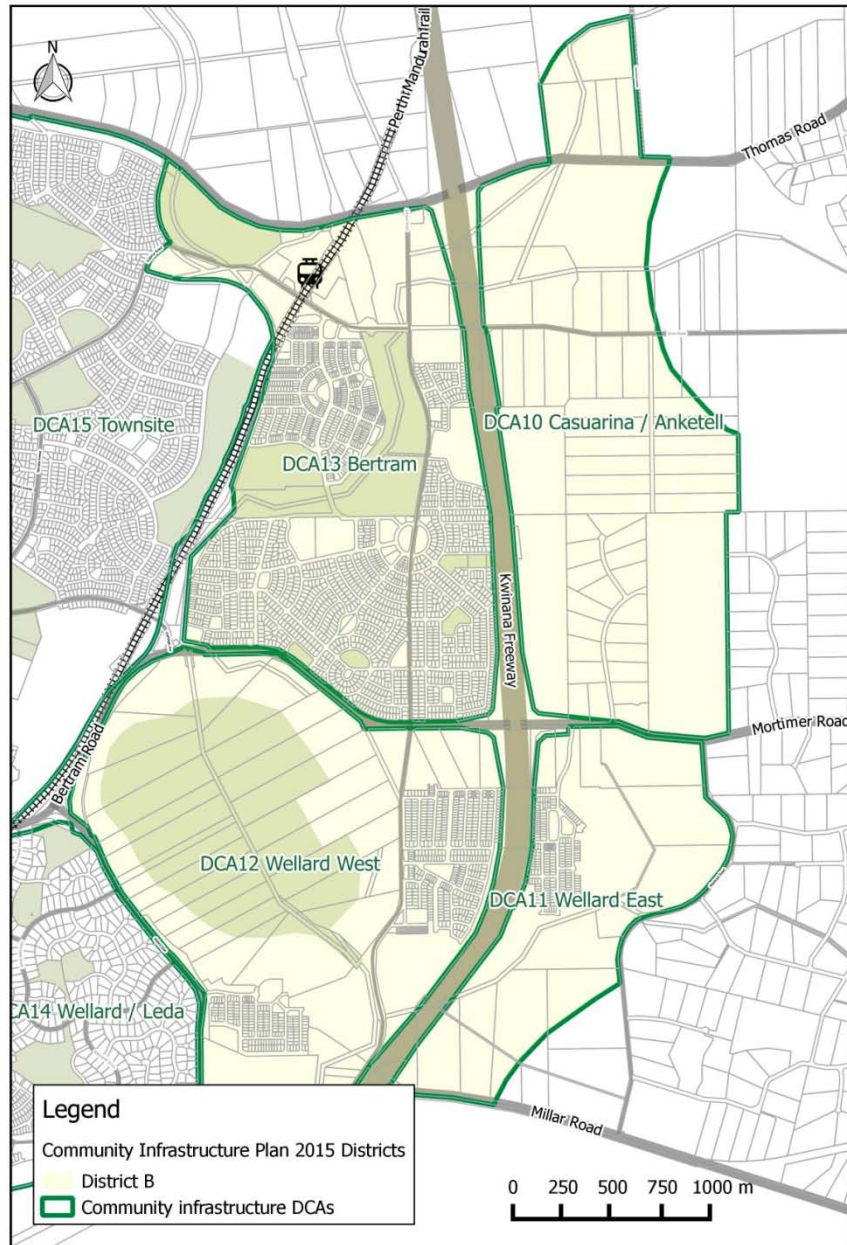 N
Perth Mandurah rail
Thomas Road
DCA15 Townsite
DCA10 Casuarina / Anketell
DCA13 Bertram
Kwinana Freeway
Mortimer Road
Bertram Road
DCA12 Wellard West
DCA11 Wellard East
CA14 Wellard / Leda
Millar Road
Legend
Community Infrastructure Plan 2015 Districts
District B
Community infrastructure DCAs
0 250 500 750 1000 m